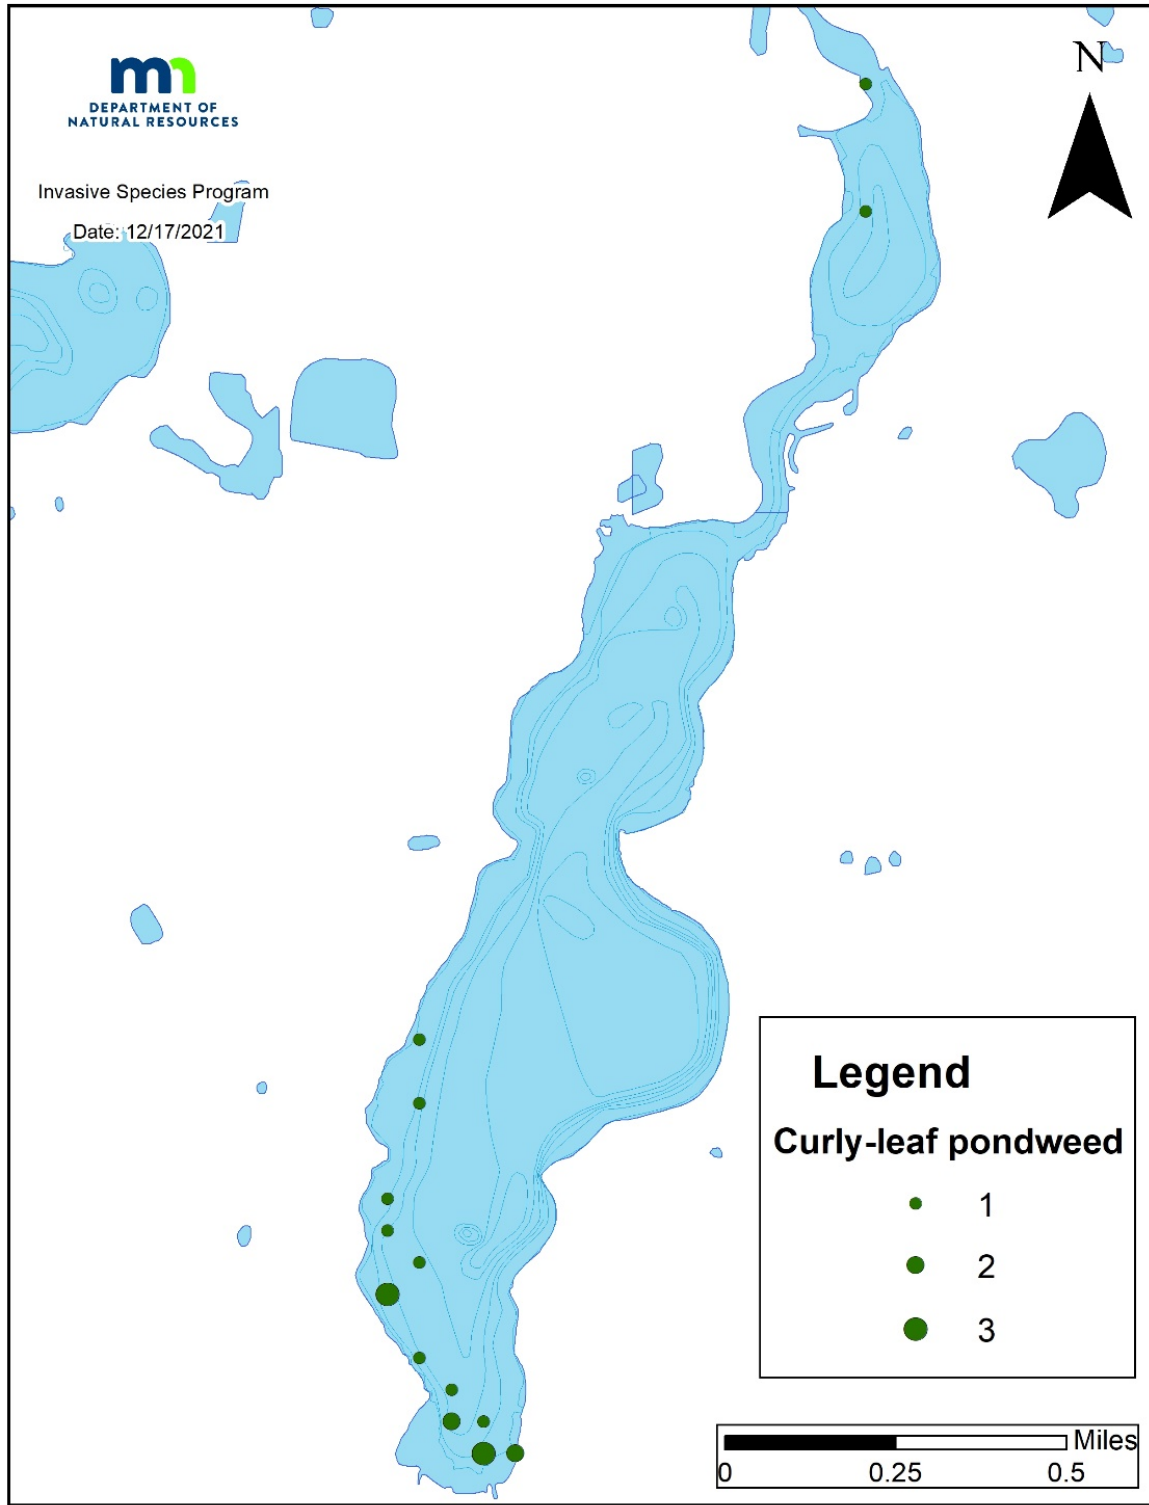 mn
DEPARTMENT OF
NATURAL RESOURCES
Invasive Species Program
Date: 12/17/2021
N
Legend
Curly-leaf pondweed
1
2
3
Miles
0 0.25 0.5